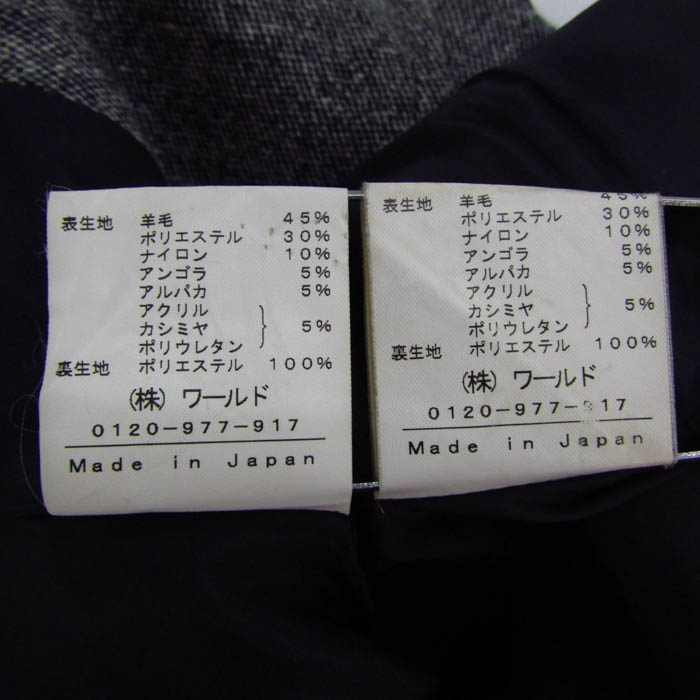 表生地 羊毛 45%
ポリエステル 30%
ナイロン 10%
アンゴラ 5%
アルパカ 5%
アクリル
カシミヤ } 5%
ポリウレタン
裏生地 ポリエステル 100%
(株) ワールド
0120-977-917
Made in Japan
表生地 羊毛 45%
ポリエステル 30%
ナイロン 10%
アンゴラ 5%
アルパカ 5%
アクリル
カシミヤ } 5%
ポリウレタン
裏生地 ポリエステル 100%
(株) ワールド
0120-977-917
Made in Japan